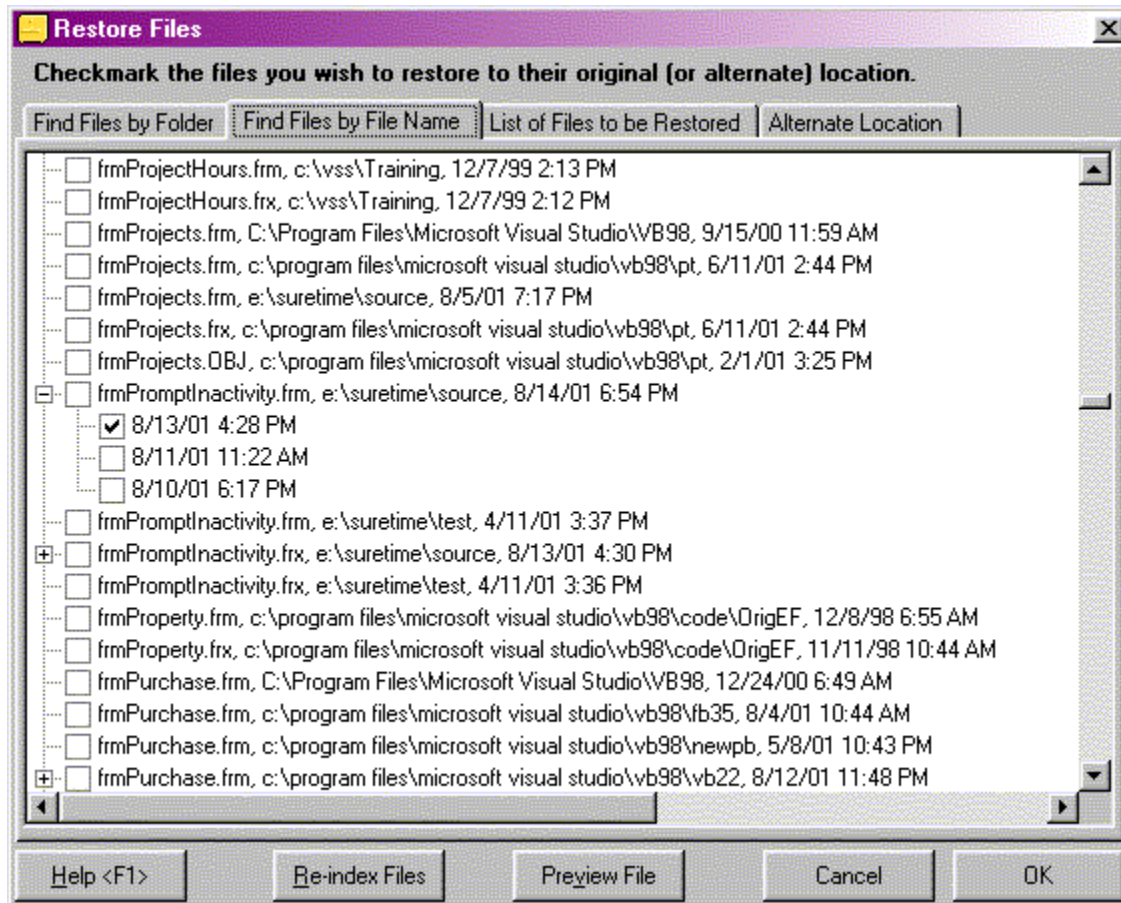 Restore Files
Checkmark the files you wish to restore to their original (or alternate) location.
Find Files by Folder Find Files by File Name List of Files to be Restored Alternate Location
frmProjectHours.frm, c:\vss\Training, 12/7/99 2:13 PM
frmProjectHours.frx, c:\vss\Training, 12/7/99 2:12 PM
frmProjects.frm, C:\Program Files\Microsoft Visual Studio\VB98, 9/15/00 11:59 AM
frmProjects.frm, c:\program files\microsoft visual studio\vb98\pt, 6/11/01 2:44 PM
frmProjects.frm, e:\suretime\source, 8/5/01 7:17 PM
frmProjects.frx, c:\program files\microsoft visual studio\vb98\pt, 6/11/01 2:44 PM
frmProjects.OBJ, c:\program files\microsoft visual studio\vb98\pt, 2/1/01 3:25 PM
frmPromptInactivity.frm, e:\suretime\source, 8/14/01 6:54 PM
8/13/01 4:28 PM
8/11/01 11:22 AM
8/10/01 6:17 PM
frmPromptInactivity.frm, e:\suretime\test, 4/11/01 3:37 PM
frmPromptInactivity.frx, e:\suretime\source, 8/13/01 4:30 PM
frmPromptInactivity.frx, e:\suretime\test, 4/11/01 3:36 PM
frmProperty.frm, c:\program files\microsoft visual studio\vb98\code\OrigEF, 12/8/98 6:55 AM
frmProperty.frx, c:\program files\microsoft visual studio\vb98\code\OrigEF, 11/11/98 10:44 AM
frmPurchase.frm, C:\Program Files\Microsoft Visual Studio\VB98, 12/24/00 6:49 AM
frmPurchase.frm, c:\program files\microsoft visual studio\vb98\fb35, 8/4/01 10:44 AM
frmPurchase.frm, c:\program files\microsoft visual studio\vb98\newpb, 5/8/01 10:43 PM
frmPurchase.frm, c:\program files\microsoft visual studio\vb98\vb22, 8/12/01 11:48 PM
Help <F1> Re-index Files Preview File Cancel OK